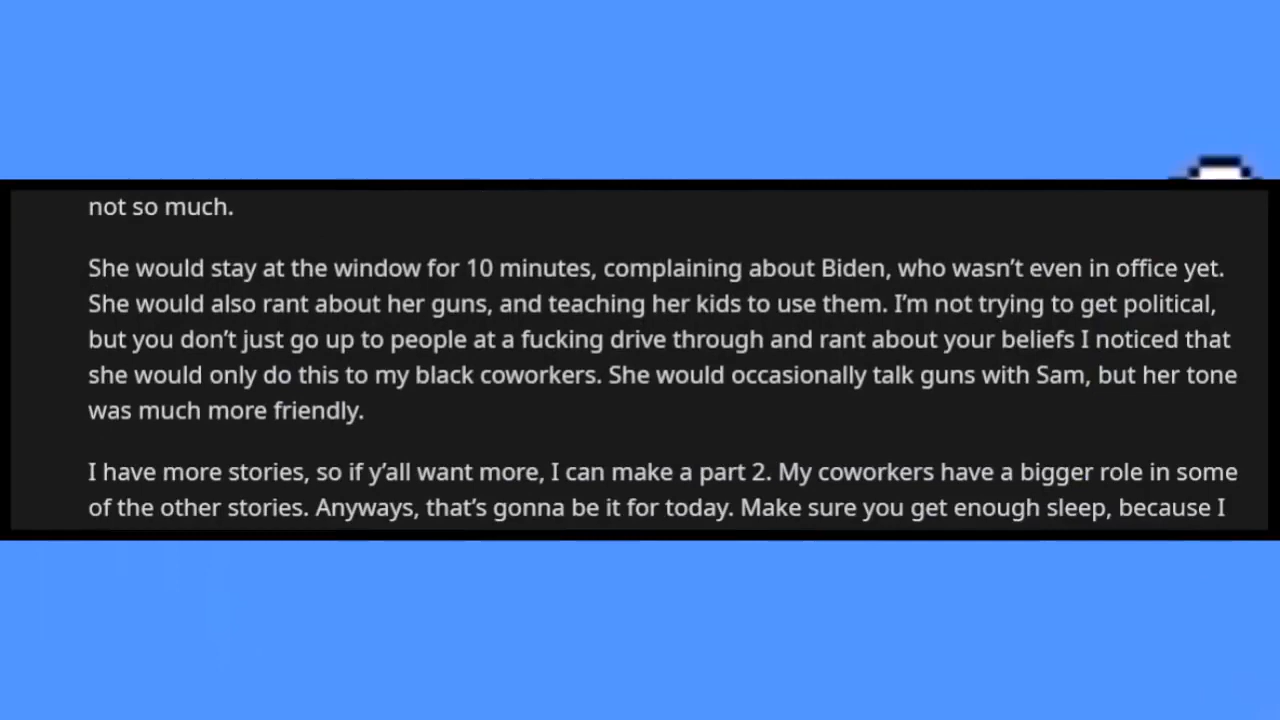 not so much.
She would stay at the window for 10 minutes, complaining about Biden, who wasn’t even in office yet.
She would also rant about her guns, and teaching her kids to use them. I’m not trying to get political,
but you don’t just go up to people at a fucking drive through and rant about your beliefs I noticed that
she would only do this to my black coworkers. She would occasionally talk guns with Sam, but her tone
was much more friendly.
I have more stories, so if y’all want more, I can make a part 2. My coworkers have a bigger role in some
of the other stories. Anyways, that’s gonna be it for today. Make sure you get enough sleep, because I